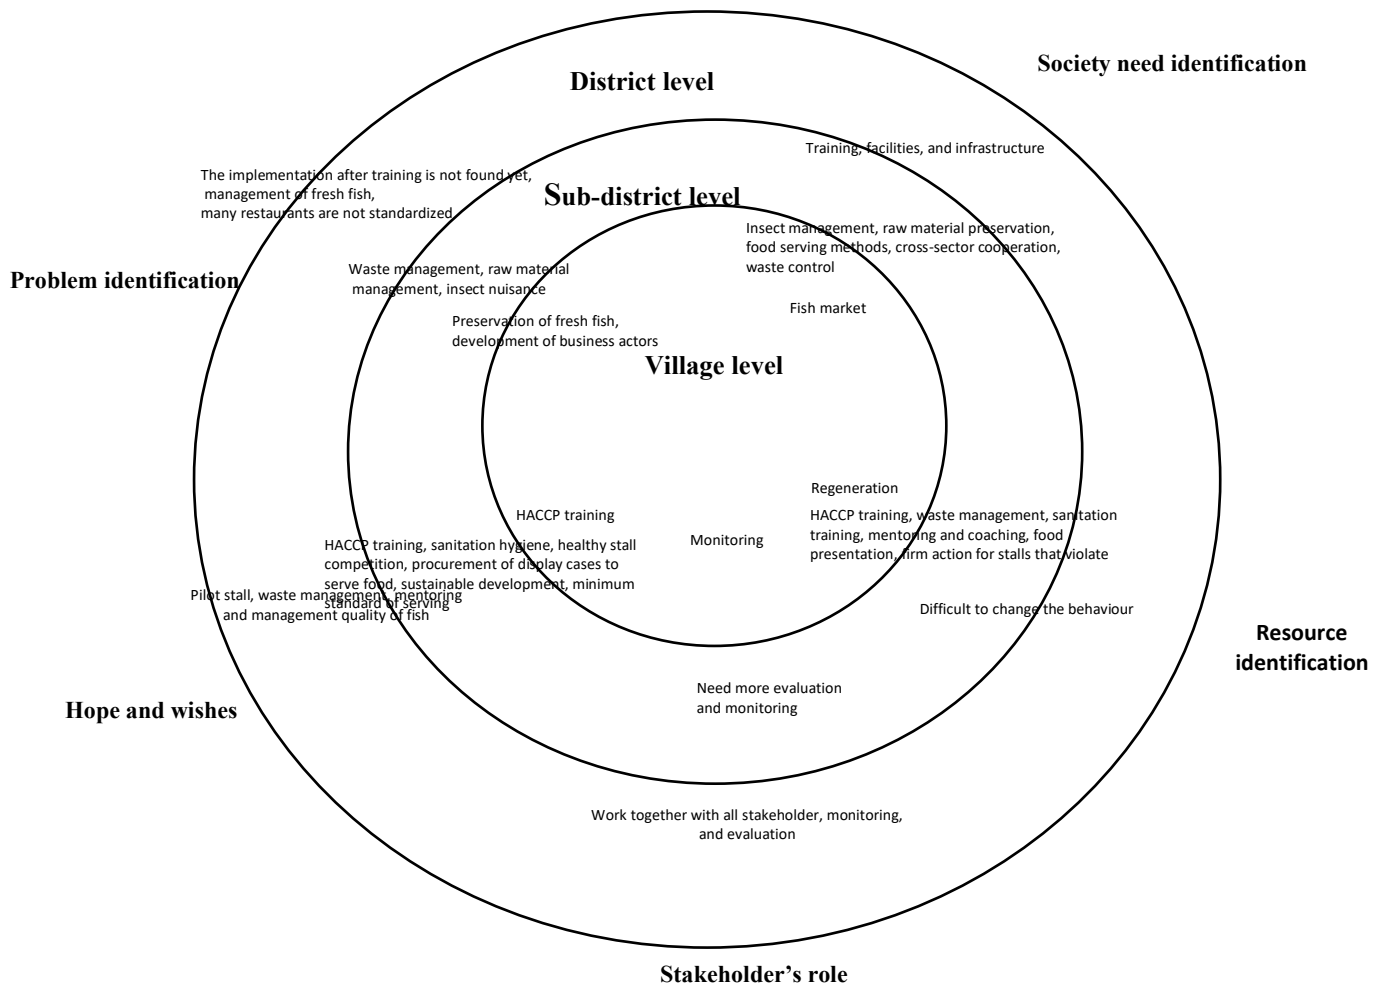 Society need identification
District level
Training, facilities, and infrastructure
The implementation after training is not found yet,
management of fresh fish,
many restaurants are not standardized
Sub-district level
Insect management, raw material preservation,
food serving methods, cross-sector cooperation,
waste control
Problem identification
Waste management, raw material
management, insect nuisance
Fish market
Preservation of fresh fish,
development of business actors
Village level
Regeneration
HACCP training
HACCP training, waste management, sanitation
training, mentoring and coaching, food
presentation, firm action for stalls that violate
Monitoring
HACCP training, sanitation hygiene, healthy stall
competition, procurement of display cases to
serve food, sustainable development, minimum
standard of serving
Pilot stall, waste management, mentoring
and management quality of fish
Difficult to change the behaviour
Resource
identification
Need more evaluation
and monitoring
Hope and wishes
Work together with all stakeholder, monitoring,
and evaluation
Stakeholder’s role